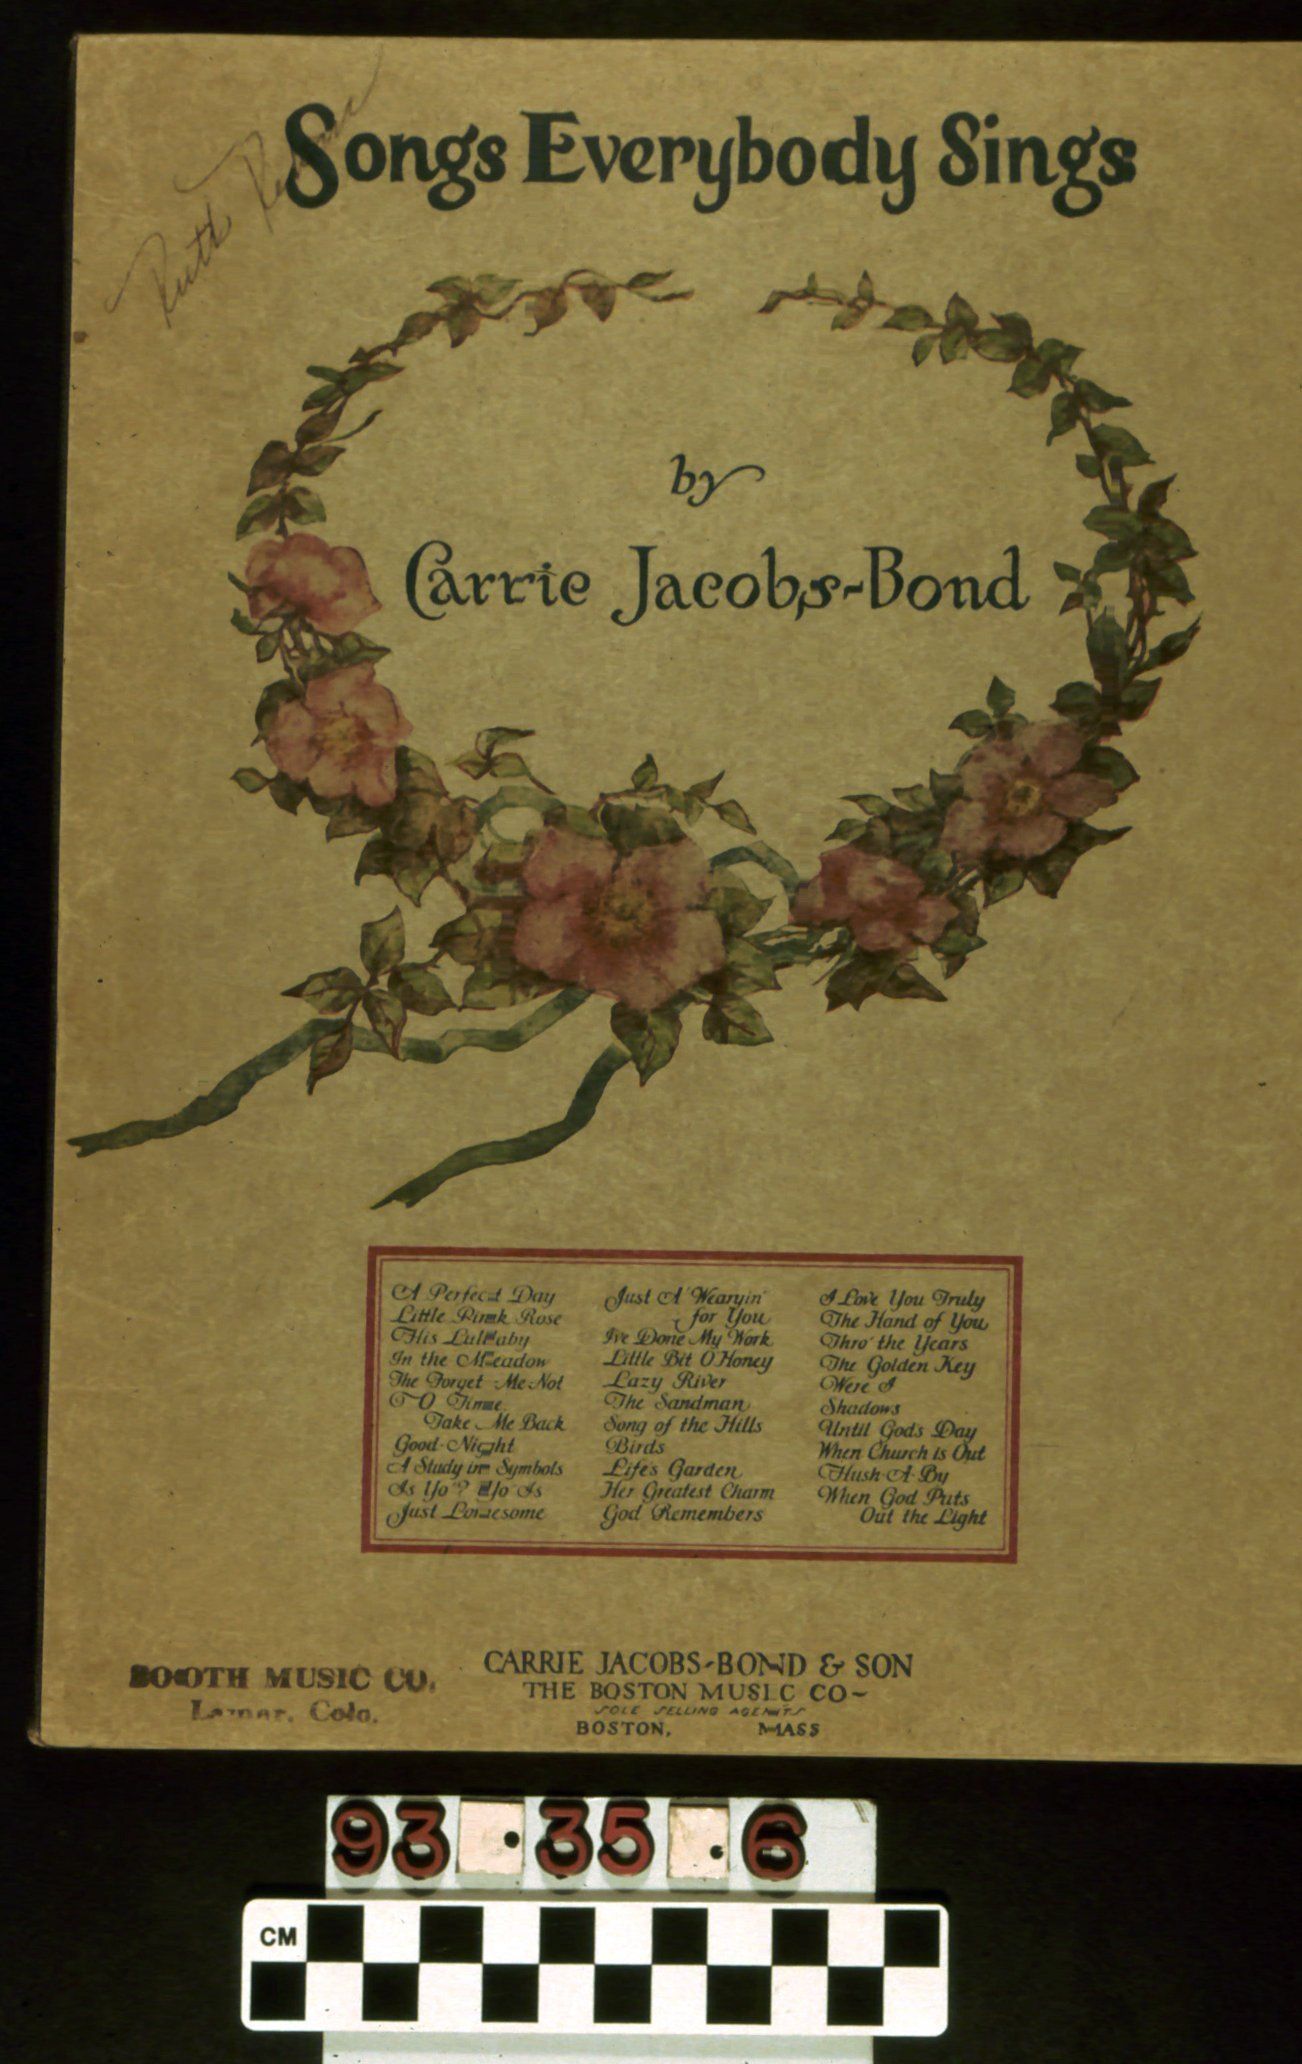 Ruth
Songs Everybody Sings
by
Carrie Jacobs-Bond
A Perfect Day
Little Pink Rose
His Lullaby
In the Meadow
The Forget-Me-Not
O Time
Take Me Back
Good-Night
A Study in Symbols
Is Yo'? Yo' Is
Just Lonesome
Just A' Wearyin'
for You
I've Done My Work
Little Bit O'Honey
Lazy River
The Sandman
Song of the Hills
Birds
Life's Garden
Her Greatest Charm
God Remembers
I Love You Truly
The Hand of You
Thro' the Years
The Golden Key
Were I
Shadows
Until God's Day
When Church is Out
Hush-A-By
When God Puts
Out the Light
BOOTH MUSIC CO.
Lamar, Colo.
CARRIE JACOBS-BOND & SON
THE BOSTON MUSIC CO~
SOLE SELLING AGENTS
BOSTON, MASS
93.35.6
CM